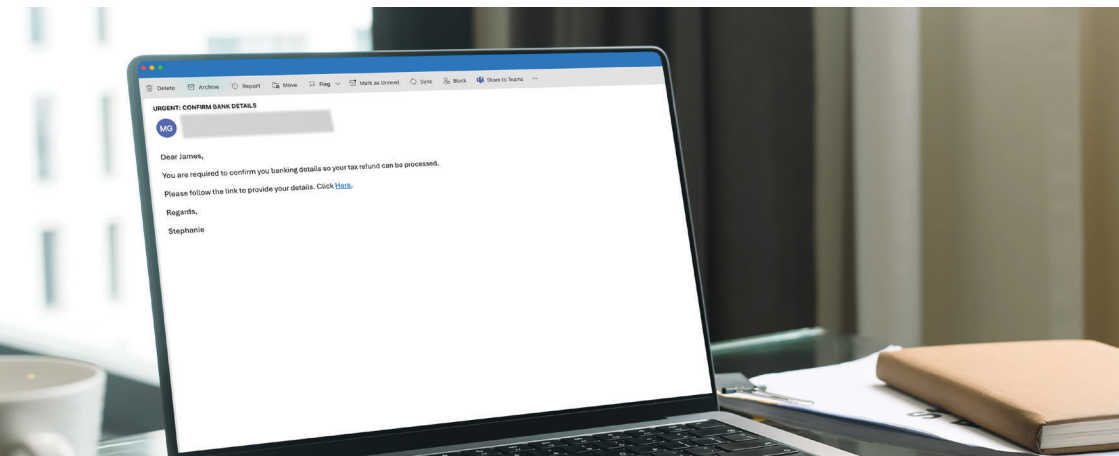 Delete Archive Report Move Flag Mark as Unread Sync Block Share to Teams ...
URGENT: CONFIRM BANK DETAILS
MG
Dear James,
You are required to confirm you banking details so your tax refund can be processed.
Please follow the link to provide your details. Click Here.
Regards,
Stephanie